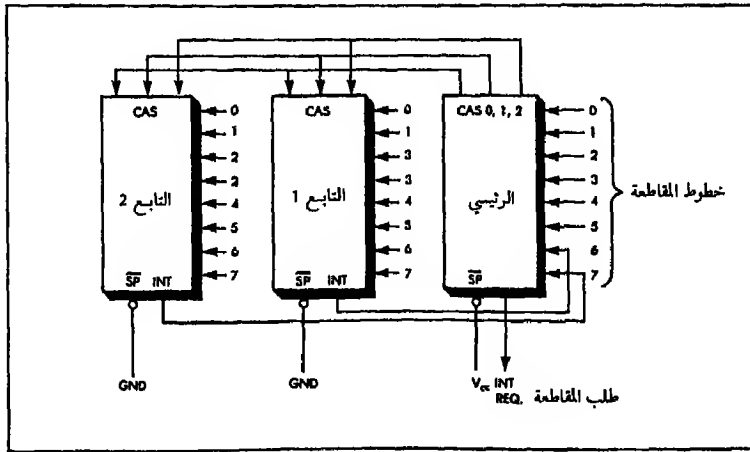 CAS
0
1
2
2
4
5
6
7
التابع 2
SP INT
GND
CAS
0
1
3
3
4
5
6
7
التابع 1
SP INT
GND
CAS 0, 1, 2
0
1
2
3
4
5
6
7
الرئيسي
SP
خطوط المقاطعة
Vcc INT
REQ. طلب المقاطعة